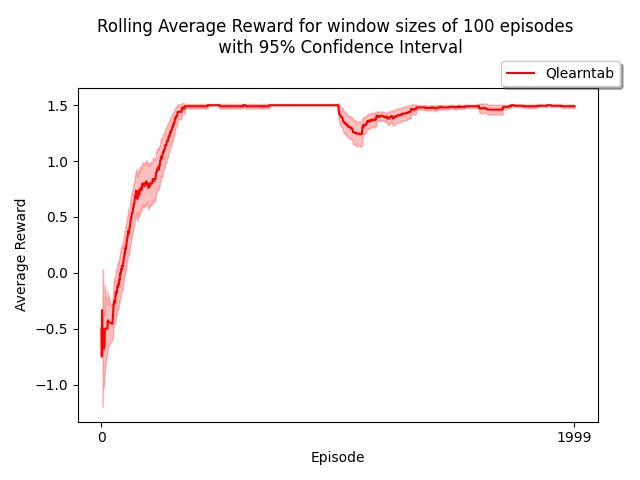 Rolling Average Reward for window sizes of 100 episodes
with 95% Confidence Interval
Qlearntab
1.5
1.0
0.5
0.0
−0.5
−1.0
Average Reward
0
1999
Episode